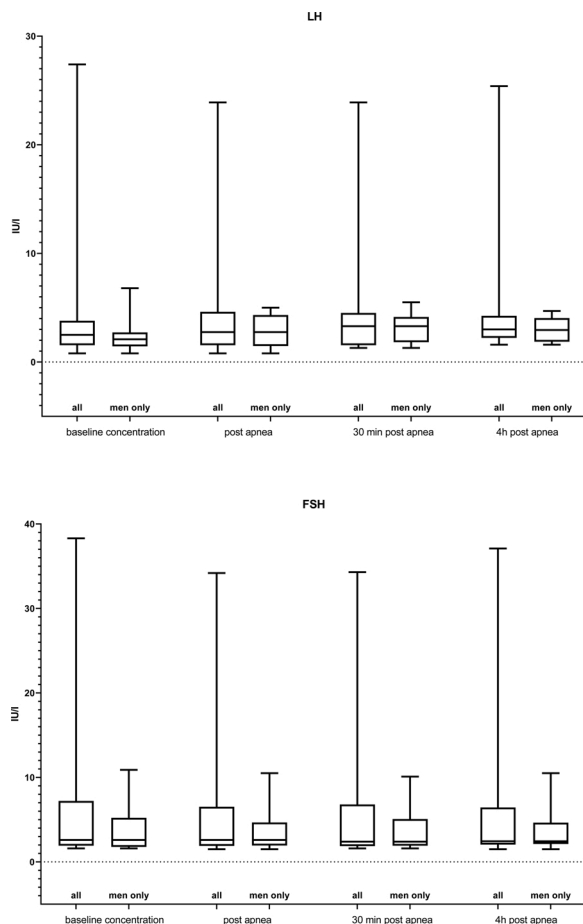 LH
30
20
10
0
IU/l
all men only all men only all men only all men only
baseline concentration post apnea 30 min post apnea 4h post apnea
FSH
40
30
20
10
0
IU/l
all men only all men only all men only all men only
baseline concentration post apnea 30 min post apnea 4h post apnea